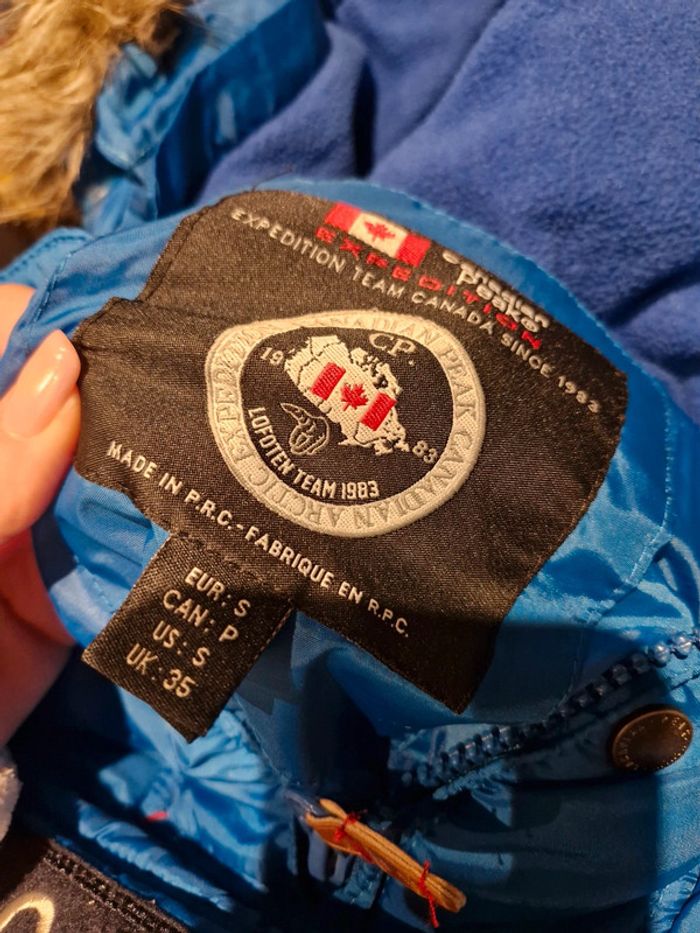 Canadian
Peak®
EXPEDITION
EXPEDITION TEAM CANADA SINCE 1983
CANADIAN PEAK CANADIAN ARCTIC EXPEDITION
CP.
19 83
LOFOTEN TEAM 1983
MADE IN P.R.C.-FABRIQUE EN R.P.C.
EUR: S
CAN: P
US: S
UK: 35